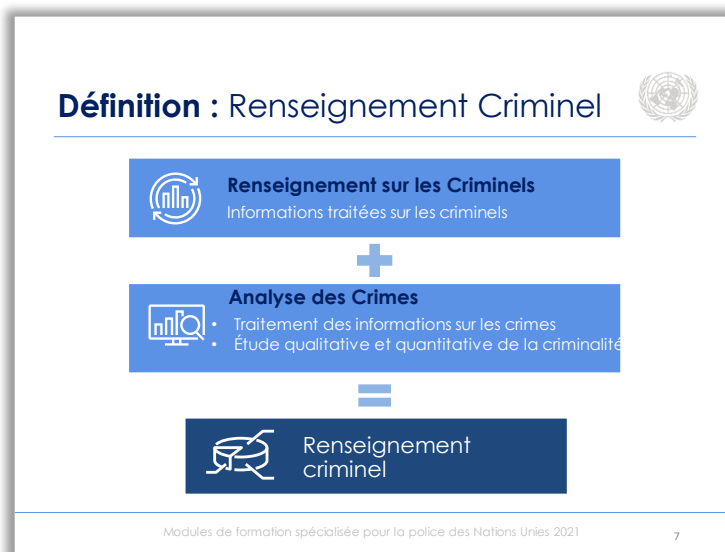 Définition : Renseignement Criminel
Renseignement sur les Criminels
Informations traitées sur les criminels
Analyse des Crimes
• Traitement des informations sur les crimes
• Étude qualitative et quantitative de la criminalité
Renseignement
criminel
Modules de formation spécialisée pour la police des Nations Unies 2021
7